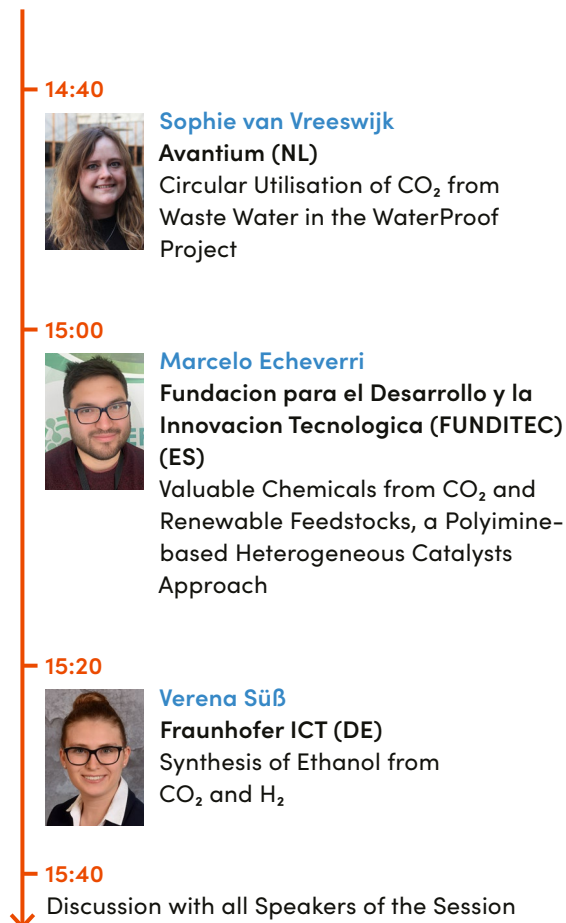 14:40
Sophie van Vreeswijk
Avantium (NL)
Circular Utilisation of CO₂ from
Waste Water in the WaterProof
Project
15:00
Marcelo Echeverri
Fundacion para el Desarrollo y la
Innovacion Tecnologica (FUNDITEC)
(ES)
Valuable Chemicals from CO₂ and
Renewable Feedstocks, a Polyimine-
based Heterogeneous Catalysts
Approach
15:20
Verena Süß
Fraunhofer ICT (DE)
Synthesis of Ethanol from
CO₂ and H₂
15:40
Discussion with all Speakers of the Session